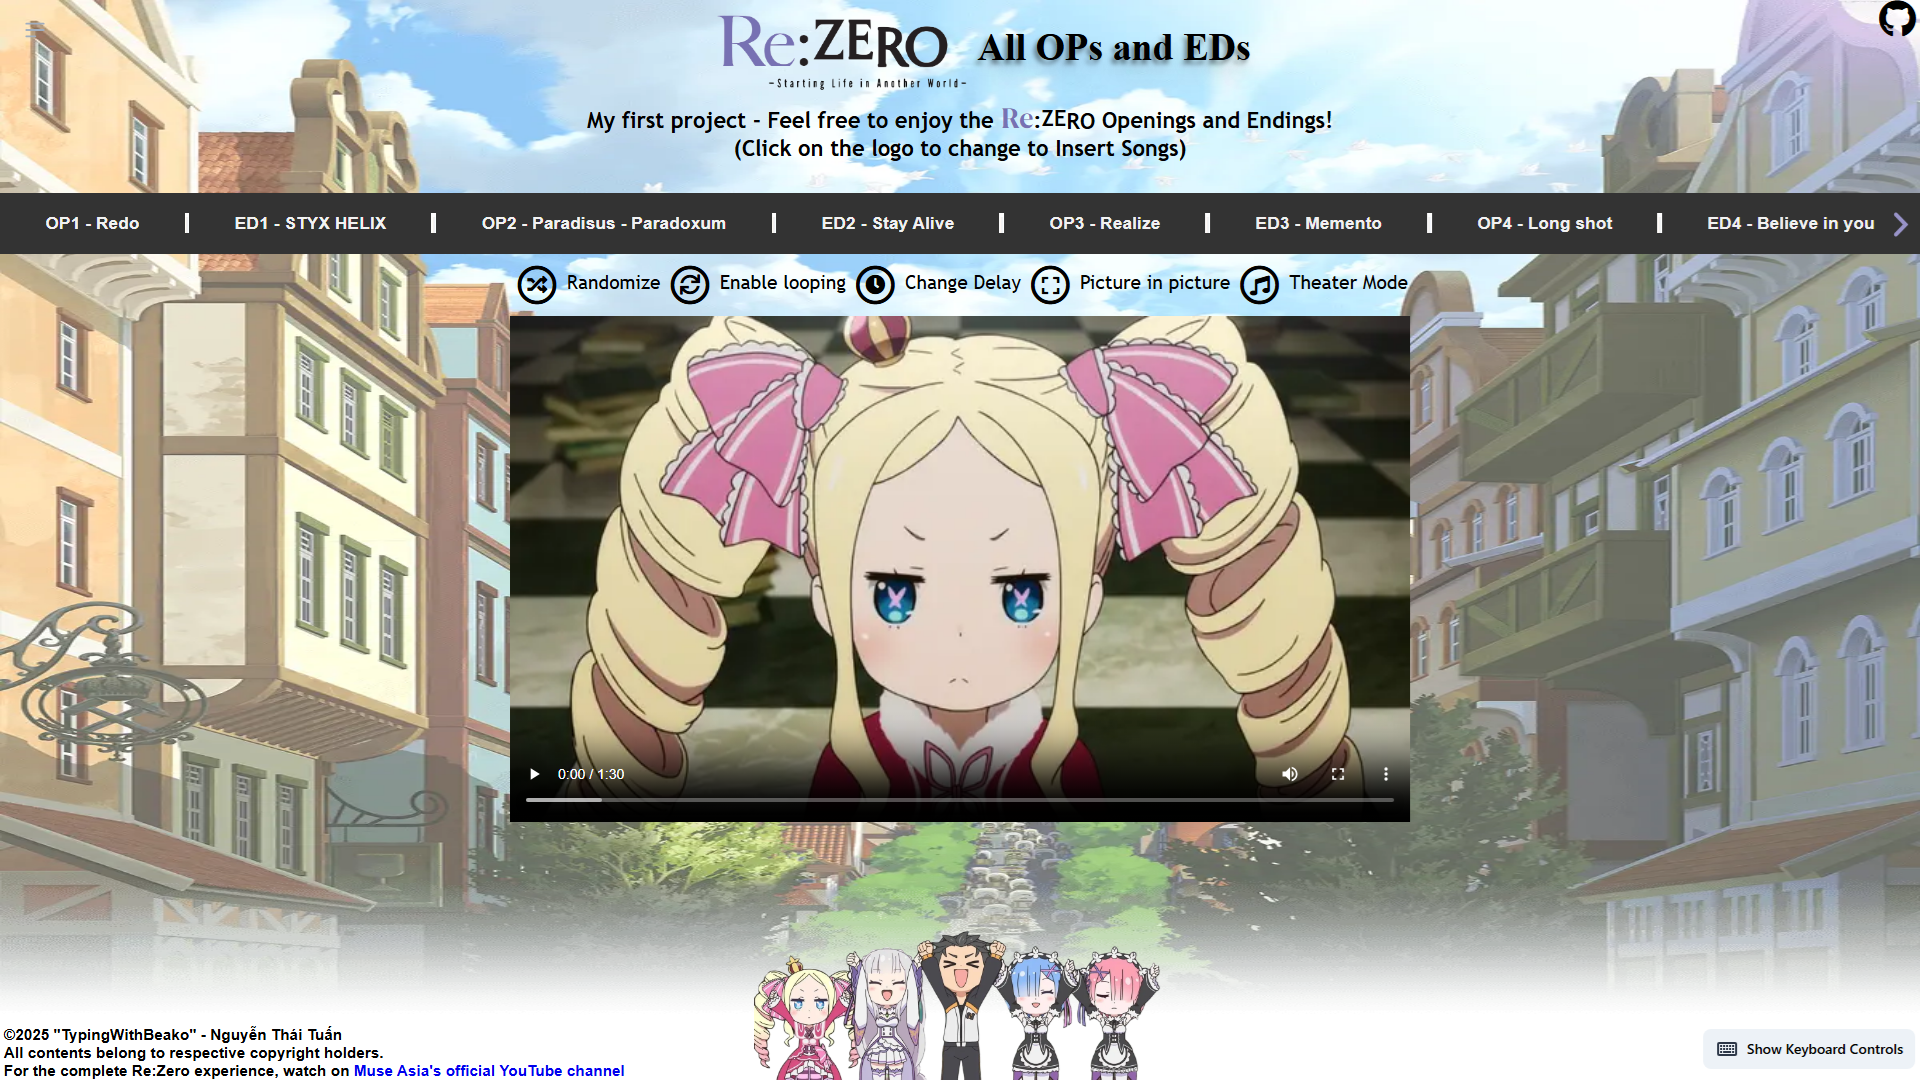 Re:ZERO
-Starting Life in Another World-
All OPs and EDs
My first project - Feel free to enjoy the Re:ZERO Openings and Endings!
(Click on the logo to change to Insert Songs)
OP1 - Redo
ED1 - STYX HELIX
OP2 - Paradisus - Paradoxum
ED2 - Stay Alive
OP3 - Realize
ED3 - Memento
OP4 - Long shot
ED4 - Believe in you
Randomize
Enable looping
Change Delay
Picture in picture
Theater Mode
0:00 / 1:30
©2025 "TypingWithBeako" - Nguyễn Thái Tuấn
All contents belong to respective copyright holders.
For the complete Re:Zero experience, watch on Muse Asia's official YouTube channel
Show Keyboard Controls